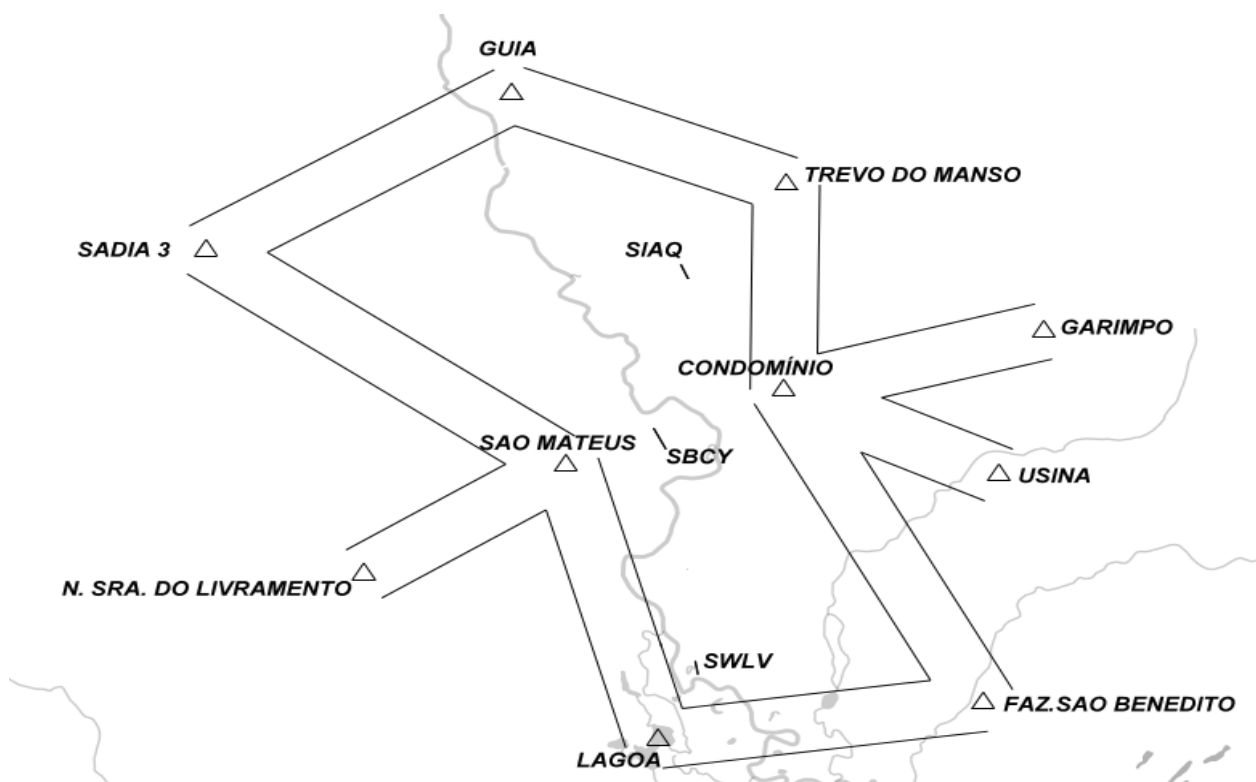 GUIA
TREVO DO MANSO
SADIA 3
SIAQ
GARIMPO
CONDOMÍNIO
SAO MATEUS
SBCY
USINA
N. SRA. DO LIVRAMENTO
SWLV
FAZ.SAO BENEDITO
LAGOA